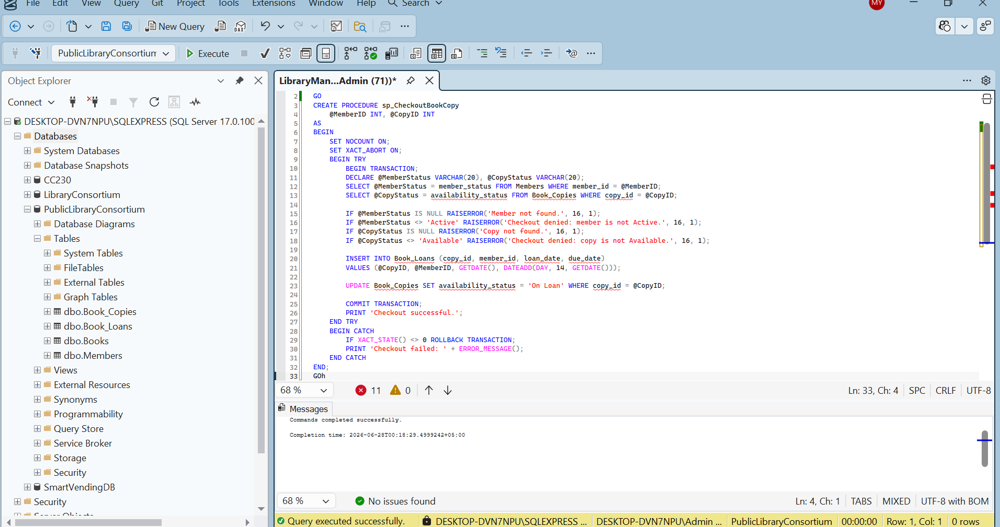 File Edit View Query Git Project Tools Extensions Window Help Search MY
New Query DAX
PublicLibraryConsortium Execute
Object Explorer
Connect
DESKTOP-DVN7NPU\SQLEXPRESS (SQL Server 17.0.100
Databases
System Databases
Database Snapshots
CC230
LibraryConsortium
PublicLibraryConsortium
Database Diagrams
Tables
System Tables
FileTables
External Tables
Graph Tables
dbo.Book_Copies
dbo.Book_Loans
dbo.Books
dbo.Members
Views
External Resources
Synonyms
Programmability
Query Store
Service Broker
Storage
Security
SmartVendingDB
Security
Server Objects
LibraryMan...Admin (71))*
2 GO
3 CREATE PROCEDURE sp_CheckoutBookCopy
4 @MemberID INT, @CopyID INT
5 AS
6 BEGIN
7 SET NOCOUNT ON;
8 SET XACT_ABORT ON;
9 BEGIN TRY
10 BEGIN TRANSACTION;
11 DECLARE @MemberStatus VARCHAR(20), @CopyStatus VARCHAR(20);
12 SELECT @MemberStatus = member_status FROM Members WHERE member_id = @MemberID;
13 SELECT @CopyStatus = availability_status FROM Book_Copies WHERE copy_id = @CopyID;
14
15 IF @MemberStatus IS NULL RAISERROR('Member not found.', 16, 1);
16 IF @MemberStatus <> 'Active' RAISERROR('Checkout denied: member is not Active.', 16, 1);
17 IF @CopyStatus IS NULL RAISERROR('Copy not found.', 16, 1);
18 IF @CopyStatus <> 'Available' RAISERROR('Checkout denied: copy is not Available.', 16, 1);
19
20 INSERT INTO Book_Loans (copy_id, member_id, loan_date, due_date)
21 VALUES (@CopyID, @MemberID, GETDATE(), DATEADD(DAY, 14, GETDATE()));
22
23 UPDATE Book_Copies SET availability_status = 'On Loan' WHERE copy_id = @CopyID;
24
25 COMMIT TRANSACTION;
26 PRINT 'Checkout successful.';
27 END TRY
28 BEGIN CATCH
29 IF XACT_STATE() <> 0 ROLLBACK TRANSACTION;
30 PRINT 'Checkout failed: ' + ERROR_MESSAGE();
31 END CATCH
32 END;
33 GOh
68 % 11 0 Ln: 33, Ch: 4 SPC CRLF UTF-8
Messages
Commands completed successfully.
Completion time: 2026-06-28T00:18:29.4999242+05:00
68 % No issues found Ln: 4, Ch: 1 TABS MIXED UTF-8 with BOM
Query executed successfully. DESKTOP-DVN7NPU\SQLEXPRESS ... DESKTOP-DVN7NPU\Admin ... PublicLibraryConsortium 00:00:00 Row: 1, Col: 1 0 rows